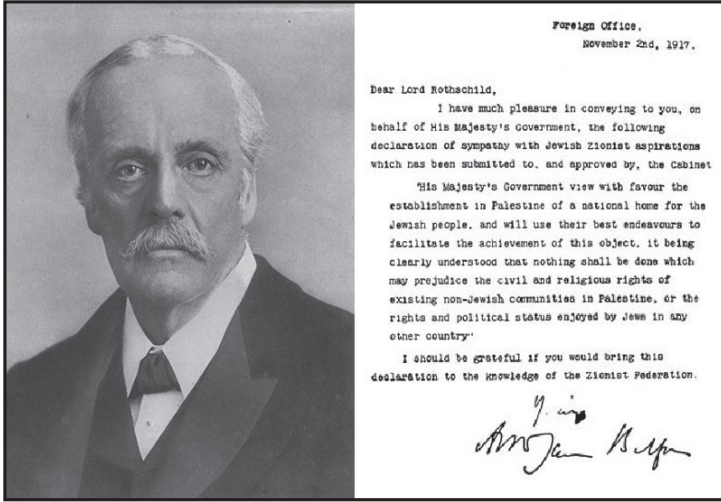 Foreign Office,
November 2nd, 1917.
Dear Lord Rothschild,
I have much pleasure in conveying to you, on
behalf of His Majesty's Government, the following
declaration of sympathy with Jewish Zionist aspirations
which has been submitted to, and approved by, the Cabinet
"His Majesty's Government view with favour the
establishment in Palestine of a national home for the
Jewish people, and will use their best endeavours to
facilitate the achievement of this object, it being
clearly understood that nothing shall be done which
may prejudice the civil and religious rights of
existing non-Jewish communities in Palestine, or the
rights and political status enjoyed by Jews in any
other country"
I should be grateful if you would bring this
declaration to the knowledge of the Zionist Federation.
Arthur James Balfour